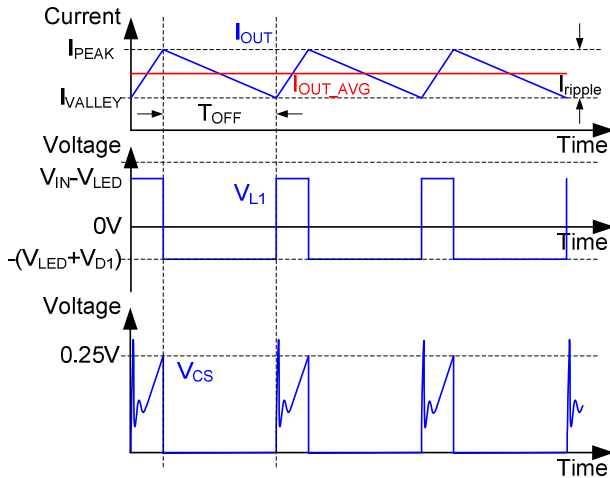 Current
IPEAK
IOUT
IOUT_AVG
Iripple
IVALLEY
TOFF
Time
Voltage
VIN-VLED
VL1
0V
Time
-(VLED+VD1)
Voltage
0.25V
VCS
Time